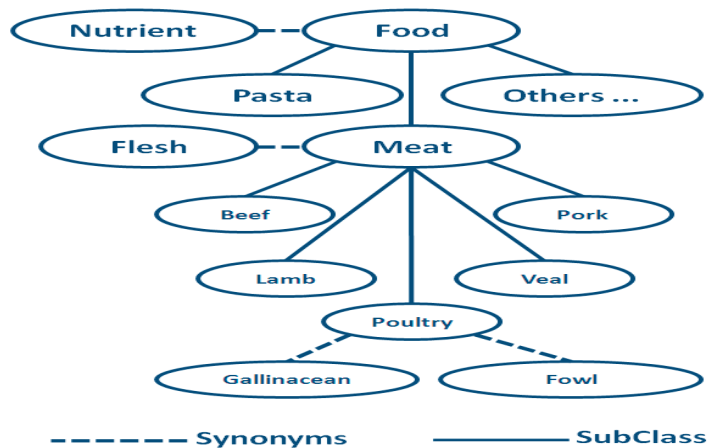 Nutrient Food
Pasta Others ...
Flesh Meat
Beef Pork
Lamb Veal
Poultry
Gallinacean Fowl
Synonyms SubClass